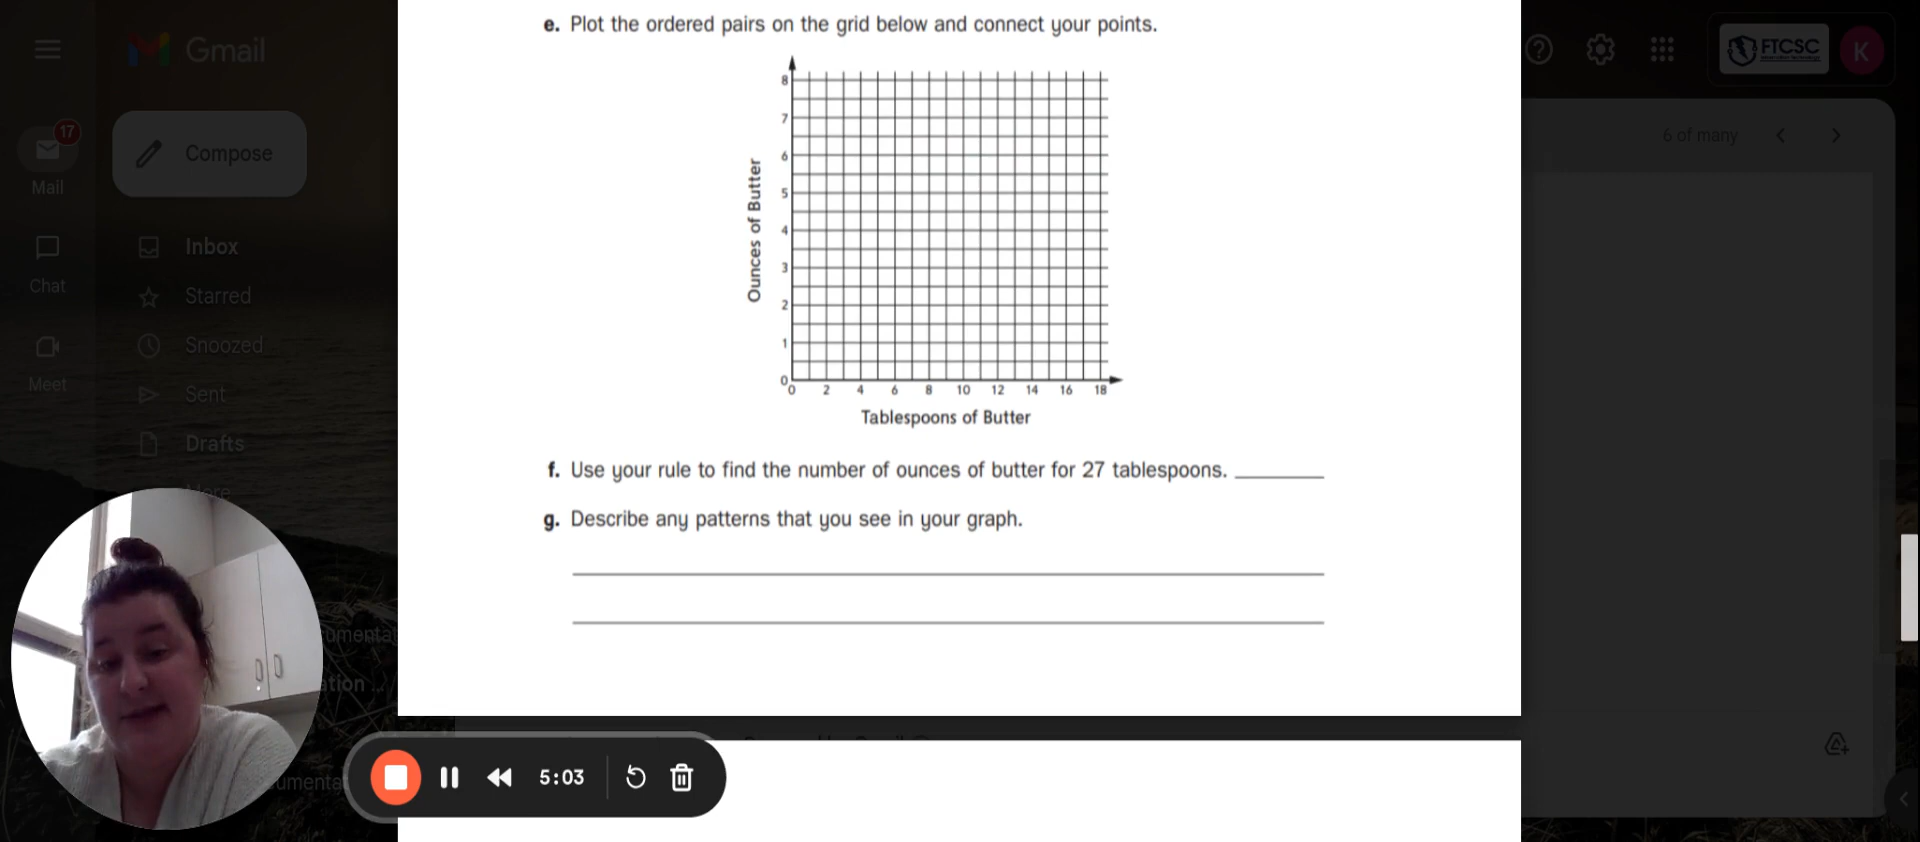 e. Plot the ordered pairs on the grid below and connect your points.
8
7
6
5
4
3
2
1
0
Ounces of Butter
0 2 4 6 8 10 12 14 16 18
Tablespoons of Butter
f. Use your rule to find the number of ounces of butter for 27 tablespoons.
g. Describe any patterns that you see in your graph.
Gmail
17
Mail
Chat
Meet
Compose
Inbox
Starred
Snoozed
Sent
Drafts
More
FTCSC
K
6 of many
5:03